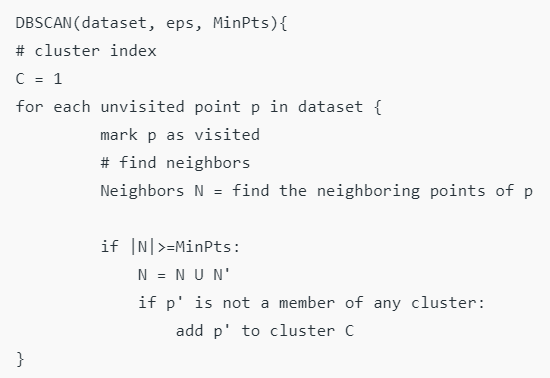 DBSCAN(dataset, eps, MinPts){
# cluster index
C = 1
for each unvisited point p in dataset {
mark p as visited
# find neighbors
Neighbors N = find the neighboring points of p
if |N|>=MinPts:
N = N U N'
if p' is not a member of any cluster:
add p' to cluster C
}